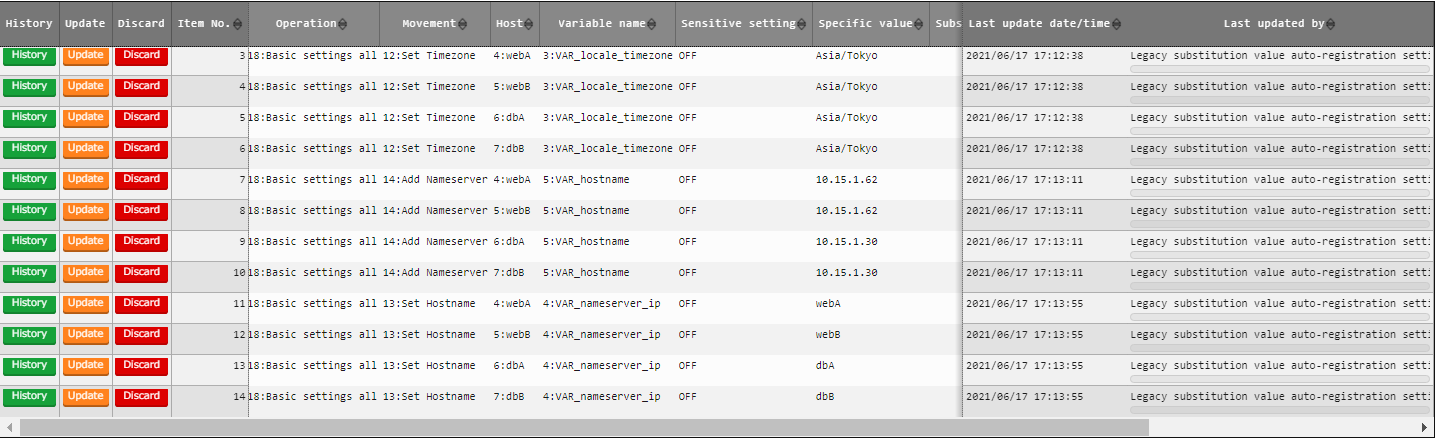 History Update Discard Item No. Operation Movement Host Variable name Sensitive setting Specific value Subs Last update date/time Last updated by
History Update Discard 3 18:Basic settings all 12:Set Timezone 4:webA 3:VAR_locale_timezone OFF Asia/Tokyo 2021/06/17 17:12:38 Legacy substitution value auto-registration setti
History Update Discard 4 18:Basic settings all 12:Set Timezone 5:webB 3:VAR_locale_timezone OFF Asia/Tokyo 2021/06/17 17:12:38 Legacy substitution value auto-registration setti
History Update Discard 5 18:Basic settings all 12:Set Timezone 6:dbA 3:VAR_locale_timezone OFF Asia/Tokyo 2021/06/17 17:12:38 Legacy substitution value auto-registration setti
History Update Discard 6 18:Basic settings all 12:Set Timezone 7:dbB 3:VAR_locale_timezone OFF Asia/Tokyo 2021/06/17 17:12:38 Legacy substitution value auto-registration setti
History Update Discard 7 18:Basic settings all 14:Add Nameserver 4:webA 5:VAR_hostname OFF 10.15.1.62 2021/06/17 17:13:11 Legacy substitution value auto-registration setti
History Update Discard 8 18:Basic settings all 14:Add Nameserver 5:webB 5:VAR_hostname OFF 10.15.1.62 2021/06/17 17:13:11 Legacy substitution value auto-registration setti
History Update Discard 9 18:Basic settings all 14:Add Nameserver 6:dbA 5:VAR_hostname OFF 10.15.1.30 2021/06/17 17:13:11 Legacy substitution value auto-registration setti
History Update Discard 10 18:Basic settings all 14:Add Nameserver 7:dbB 5:VAR_hostname OFF 10.15.1.30 2021/06/17 17:13:11 Legacy substitution value auto-registration setti
History Update Discard 11 18:Basic settings all 13:Set Hostname 4:webA 4:VAR_nameserver_ip OFF webA 2021/06/17 17:13:55 Legacy substitution value auto-registration setti
History Update Discard 12 18:Basic settings all 13:Set Hostname 5:webB 4:VAR_nameserver_ip OFF webB 2021/06/17 17:13:55 Legacy substitution value auto-registration setti
History Update Discard 13 18:Basic settings all 13:Set Hostname 6:dbA 4:VAR_nameserver_ip OFF dbA 2021/06/17 17:13:55 Legacy substitution value auto-registration setti
History Update Discard 14 18:Basic settings all 13:Set Hostname 7:dbB 4:VAR_nameserver_ip OFF dbB 2021/06/17 17:13:55 Legacy substitution value auto-registration setti